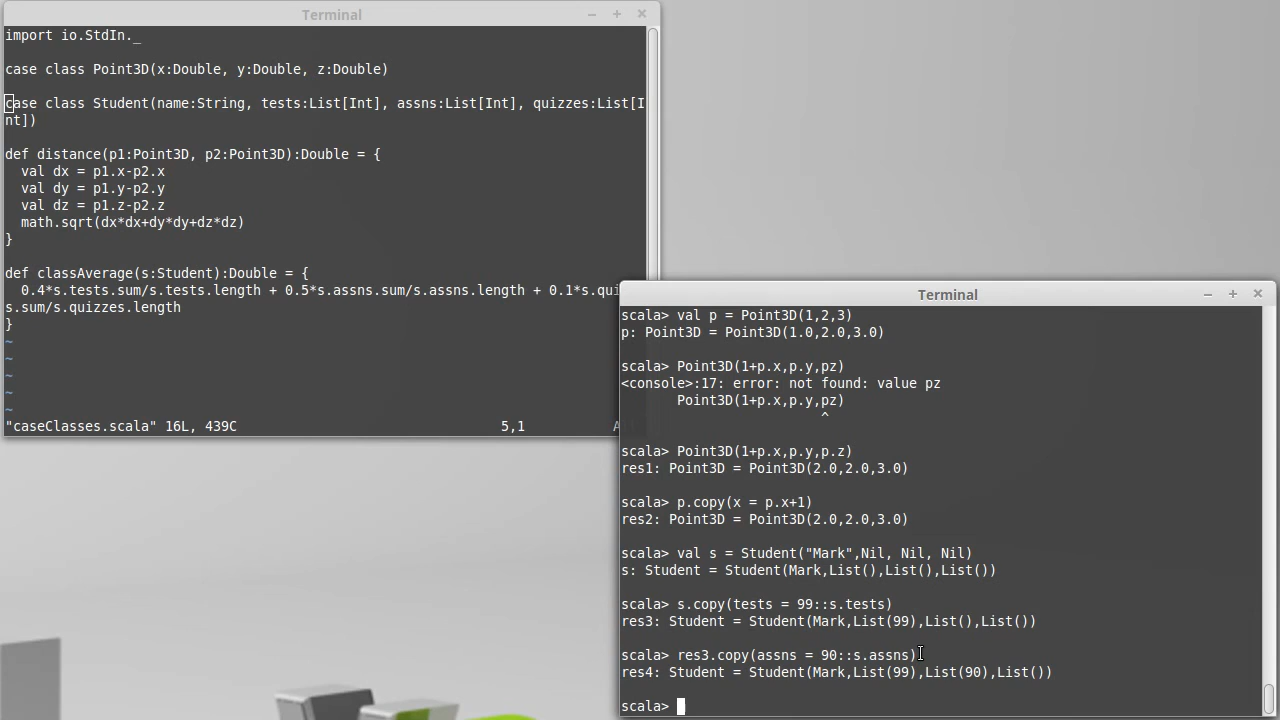 Terminal
import io.StdIn._
case class Point3D(x:Double, y:Double, z:Double)
case class Student(name:String, tests:List[Int], assns:List[Int], quizzes:List[I
nt])
def distance(p1:Point3D, p2:Point3D):Double = {
  val dx = p1.x-p2.x
  val dy = p1.y-p2.y
  val dz = p1.z-p2.z
  math.sqrt(dx*dx+dy*dy+dz*dz)
}
def classAverage(s:Student):Double = {
  0.4*s.tests.sum/s.tests.length + 0.5*s.assns.sum/s.assns.length + 0.1*s.qui
s.sum/s.quizzes.length
}
~
~
~
~
~
"caseClasses.scala" 16L, 439C 5,1
Terminal
scala> val p = Point3D(1,2,3)
p: Point3D = Point3D(1.0,2.0,3.0)
scala> Point3D(1+p.x,p.y,pz)
<console>:17: error: not found: value pz
       Point3D(1+p.x,p.y,pz)
                         ^
scala> Point3D(1+p.x,p.y,p.z)
res1: Point3D = Point3D(2.0,2.0,3.0)
scala> p.copy(x = p.x+1)
res2: Point3D = Point3D(2.0,2.0,3.0)
scala> val s = Student("Mark",Nil, Nil, Nil)
s: Student = Student(Mark,List(),List(),List())
scala> s.copy(tests = 99::s.tests)
res3: Student = Student(Mark,List(99),List(),List())
scala> res3.copy(assns = 90::s.assns)
res4: Student = Student(Mark,List(99),List(90),List())
scala>